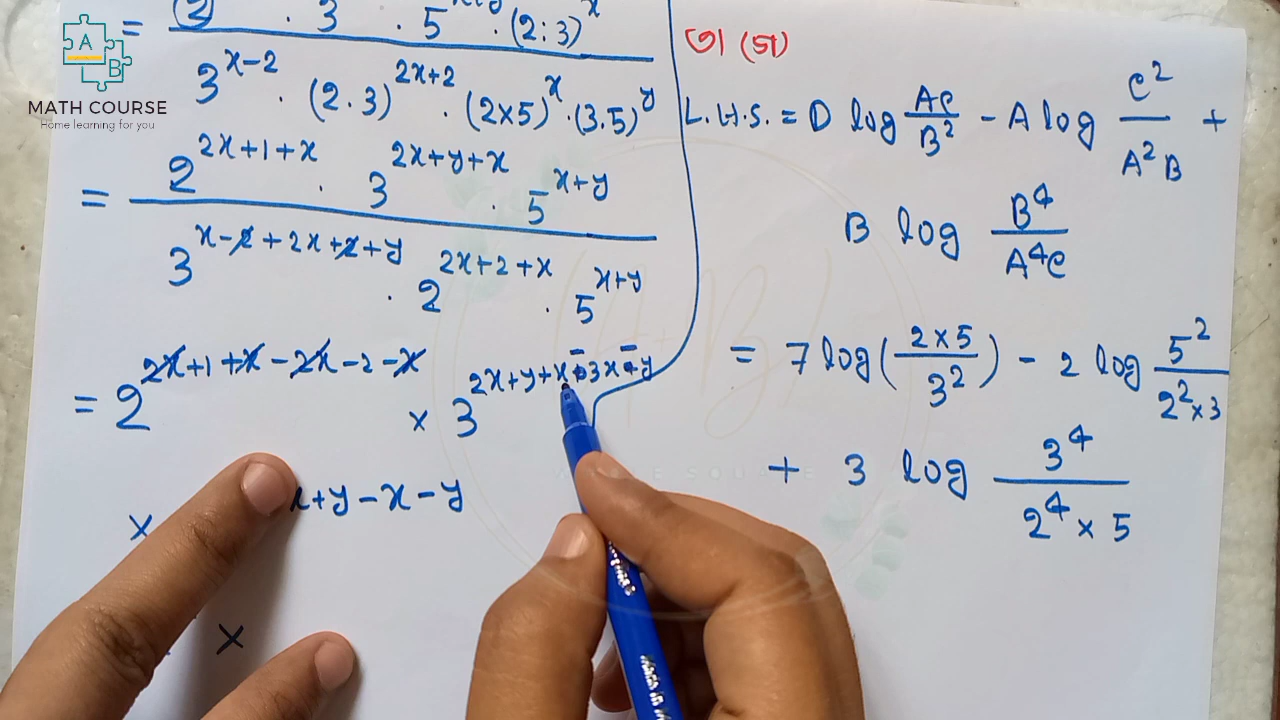 = (2) . 3 . 5^x+y . (2.3)^x
3^x-2 . (2.3)^2x+2 . (2×5)^x . (3.5)^y
= 2^2x+1+x . 3^2x+y+x . 5^x+y
3^x-2+2x+2+y . 2^2x+2+x . 5^x+y
= 2^2x+1+x-2x-2-x × 3^2x+y+x-3x-y
× x+y-x-y
×
L.H.S. = D log AC/B² - A log C²/A²B +
B log B⁴/A⁴C
= 7 log(2×5/3²) - 2 log 5²/2²×3
+ 3 log 3⁴/2⁴×5
A
B
MATH COURSE
Home learning for you